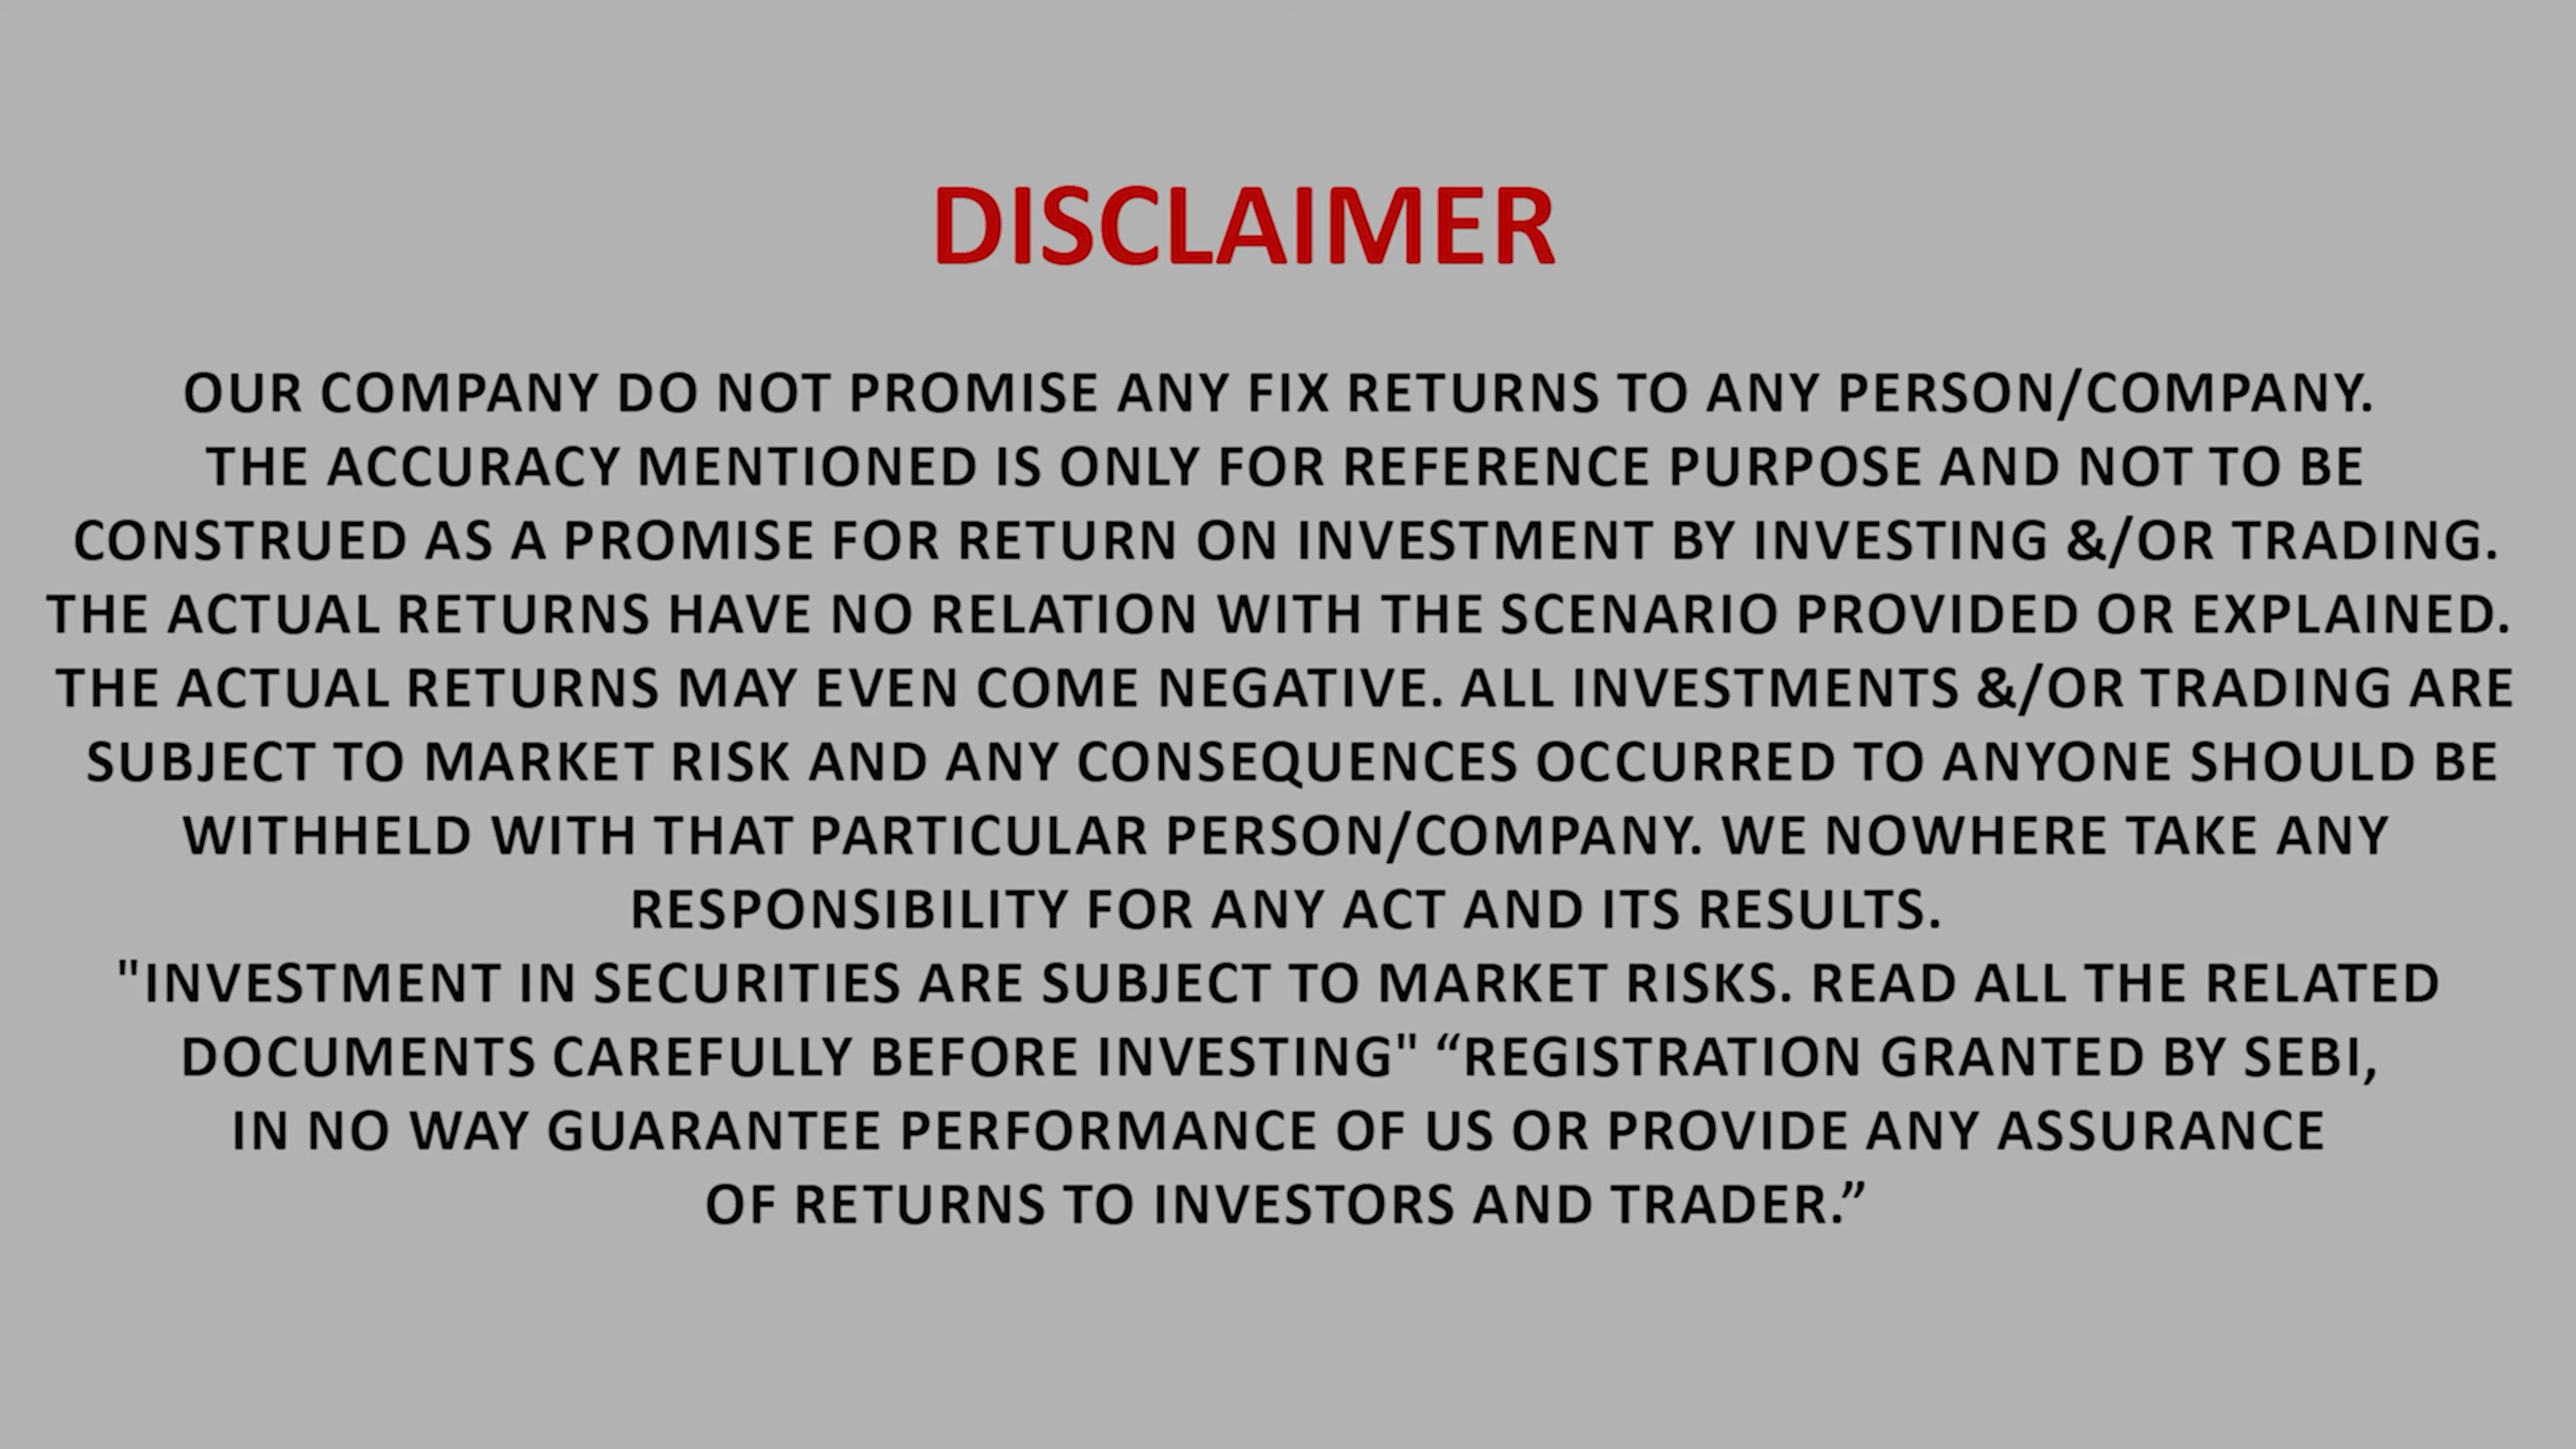 DISCLAIMER
OUR COMPANY DO NOT PROMISE ANY FIX RETURNS TO ANY PERSON/COMPANY.
THE ACCURACY MENTIONED IS ONLY FOR REFERENCE PURPOSE AND NOT TO BE
CONSTRUED AS A PROMISE FOR RETURN ON INVESTMENT BY INVESTING &/OR TRADING.
THE ACTUAL RETURNS HAVE NO RELATION WITH THE SCENARIO PROVIDED OR EXPLAINED.
THE ACTUAL RETURNS MAY EVEN COME NEGATIVE. ALL INVESTMENTS &/OR TRADING ARE
SUBJECT TO MARKET RISK AND ANY CONSEQUENCES OCCURRED TO ANYONE SHOULD BE
WITHHELD WITH THAT PARTICULAR PERSON/COMPANY. WE NOWHERE TAKE ANY
RESPONSIBILITY FOR ANY ACT AND ITS RESULTS.
"INVESTMENT IN SECURITIES ARE SUBJECT TO MARKET RISKS. READ ALL THE RELATED
DOCUMENTS CAREFULLY BEFORE INVESTING" “REGISTRATION GRANTED BY SEBI,
IN NO WAY GUARANTEE PERFORMANCE OF US OR PROVIDE ANY ASSURANCE
OF RETURNS TO INVESTORS AND TRADER.”